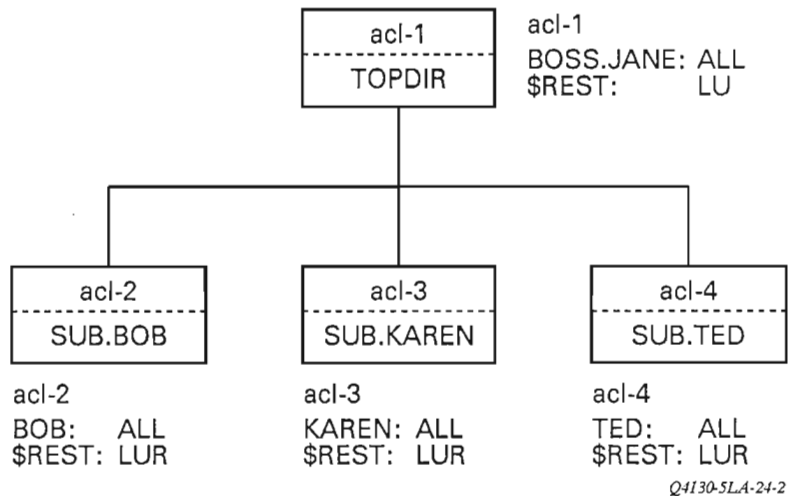 acl-1
TOPDIR
acl-1
BOSS.JANE: ALL
$REST: LU
acl-2
SUB.BOB
acl-3
SUB.KAREN
acl-4
SUB.TED
acl-2
BOB: ALL
$REST: LUR
acl-3
KAREN: ALL
$REST: LUR
acl-4
TED: ALL
$REST: LUR
Q4130-5LA-24-2